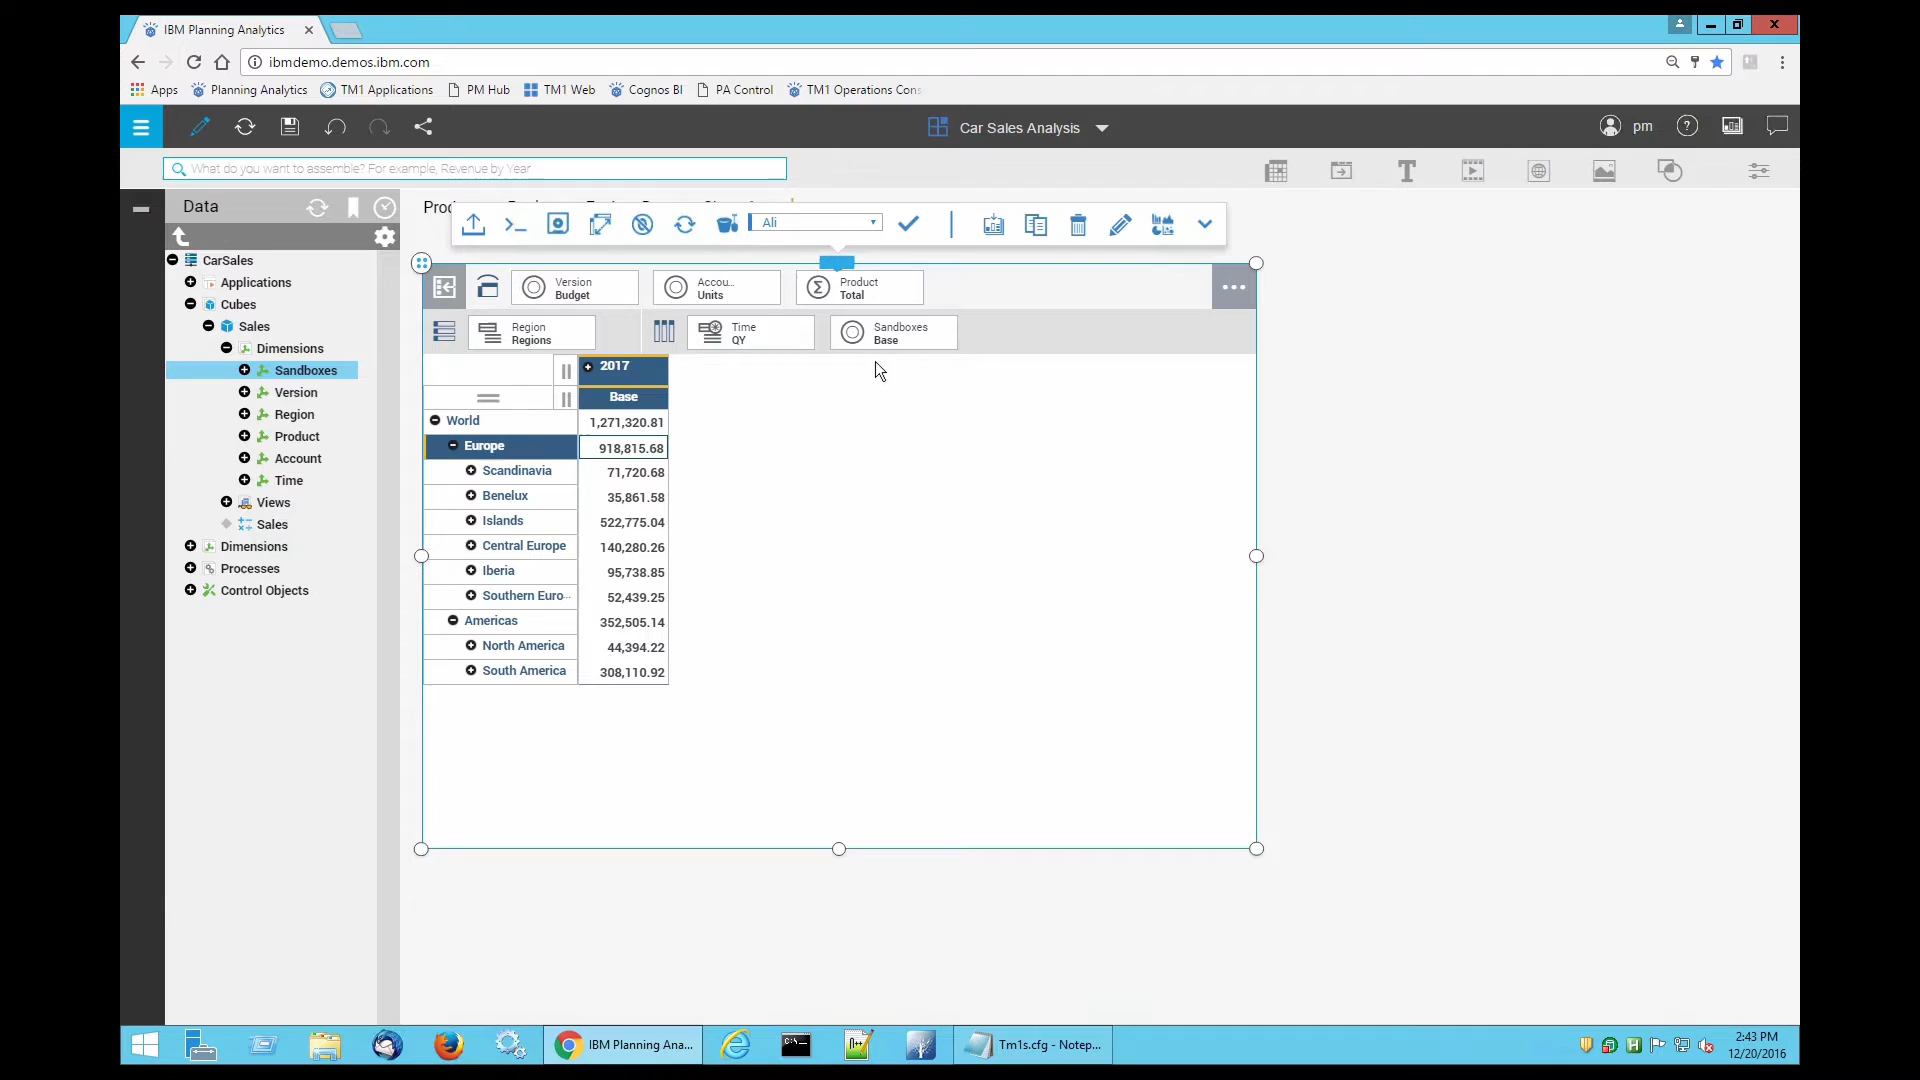 IBM Planning Analytics
ibmdemo.demos.ibm.com
Apps Planning Analytics TM1 Applications PM Hub TM1 Web Cognos BI PA Control TM1 Operations Cons
Car Sales Analysis pm ?
What do you want to assemble? For example, Revenue by Year
Data
CarSales
Applications
Cubes
Sales
Dimensions
Sandboxes
Version
Region
Product
Account
Time
Views
Sales
Dimensions
Processes
Control Objects
Ali
Version
Budget
Accou...
Units
Product
Total
Region
Regions
Time
QY
Sandboxes
Base
2017
Base
World 1,271,320.81
Europe 918,815.68
Scandinavia 71,720.68
Benelux 35,861.58
Islands 522,775.04
Central Europe 140,280.26
Iberia 95,738.85
Southern Euro... 52,439.25
Americas 352,505.14
North America 44,394.22
South America 308,110.92
IBM Planning Ana...
Tm1s.cfg - Notep...
2:43 PM
12/20/2016